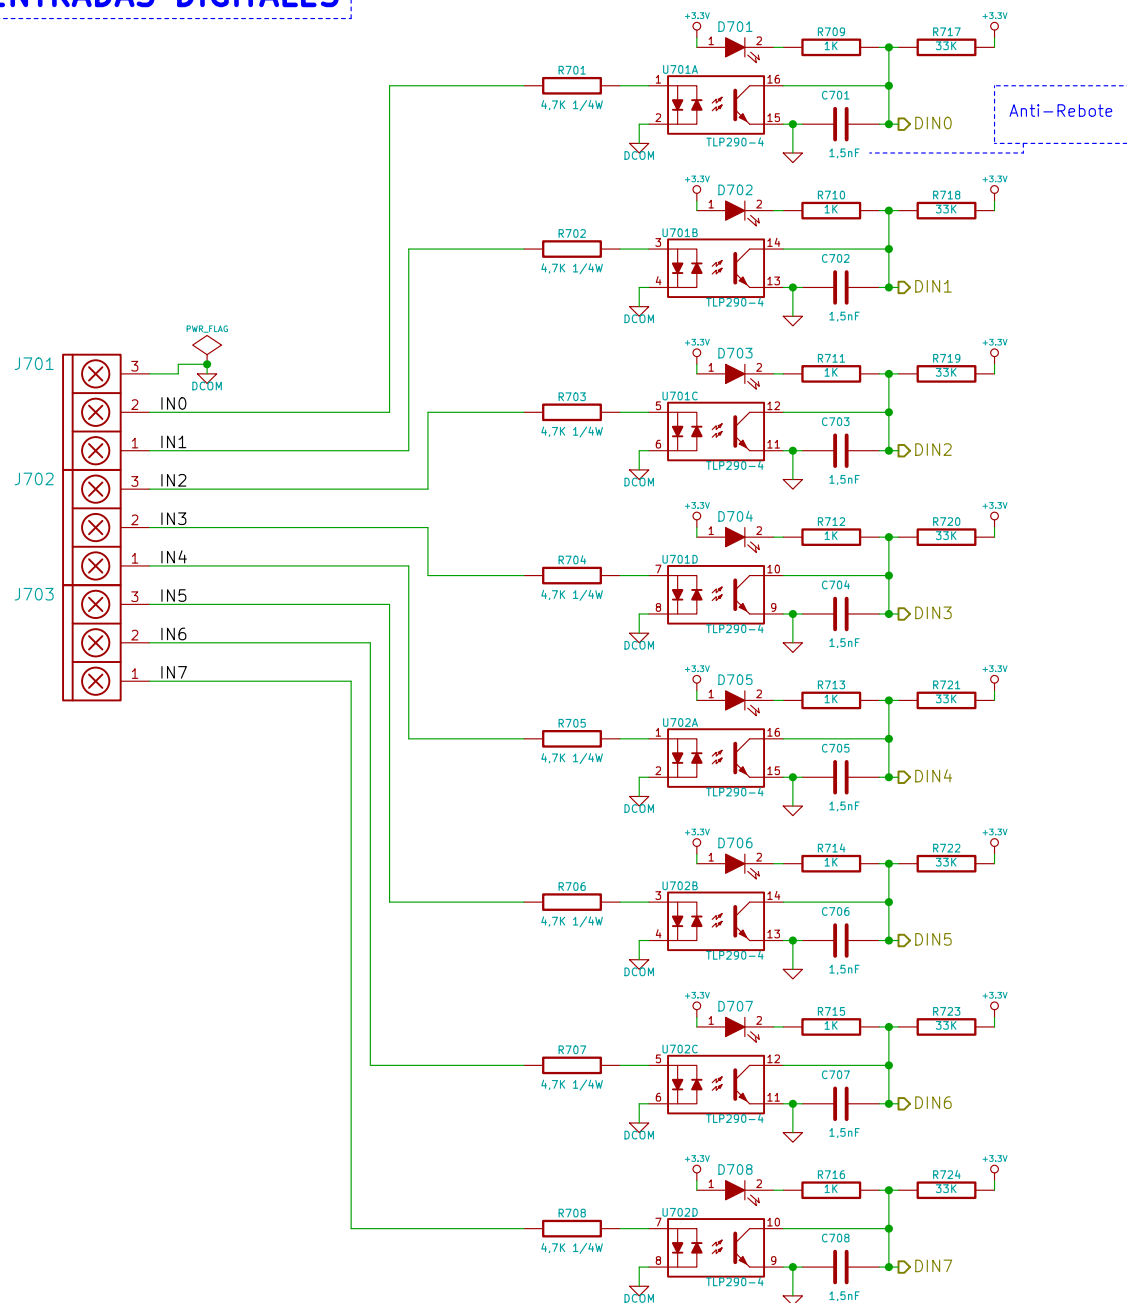 ENTRADAS DIGITALES
Anti-Rebote
+3.3V D701 1 2 R709 1K R717 33K +3.3V
R701 4,7K 1/4W U701A 1 2 16 15 TLP290-4 DCOM C701 1,5nF DIN0
+3.3V D702 1 2 R710 1K R718 33K +3.3V
R702 4,7K 1/4W U701B 3 4 14 13 TLP290-4 DCOM C702 1,5nF DIN1
PWR_FLAG
DCOM
J701
3
2 IN0
1 IN1
J702
3 IN2
2 IN3
1 IN4
J703
3 IN5
2 IN6
1 IN7
+3.3V D703 1 2 R711 1K R719 33K +3.3V
R703 4,7K 1/4W U701C 5 6 12 11 TLP290-4 DCOM C703 1,5nF DIN2
+3.3V D704 1 2 R712 1K R720 33K +3.3V
R704 4,7K 1/4W U701D 7 8 10 9 TLP290-4 DCOM C704 1,5nF DIN3
+3.3V D705 1 2 R713 1K R721 33K +3.3V
R705 4,7K 1/4W U702A 1 2 16 15 TLP290-4 DCOM C705 1,5nF DIN4
+3.3V D706 1 2 R714 1K R722 33K +3.3V
R706 4,7K 1/4W U702B 3 4 14 13 TLP290-4 DCOM C706 1,5nF DIN5
+3.3V D707 1 2 R715 1K R723 33K +3.3V
R707 4,7K 1/4W U702C 5 6 12 11 TLP290-4 DCOM C707 1,5nF DIN6
+3.3V D708 1 2 R716 1K R724 33K +3.3V
R708 4,7K 1/4W U702D 7 8 10 9 TLP290-4 DCOM C708 1,5nF DIN7